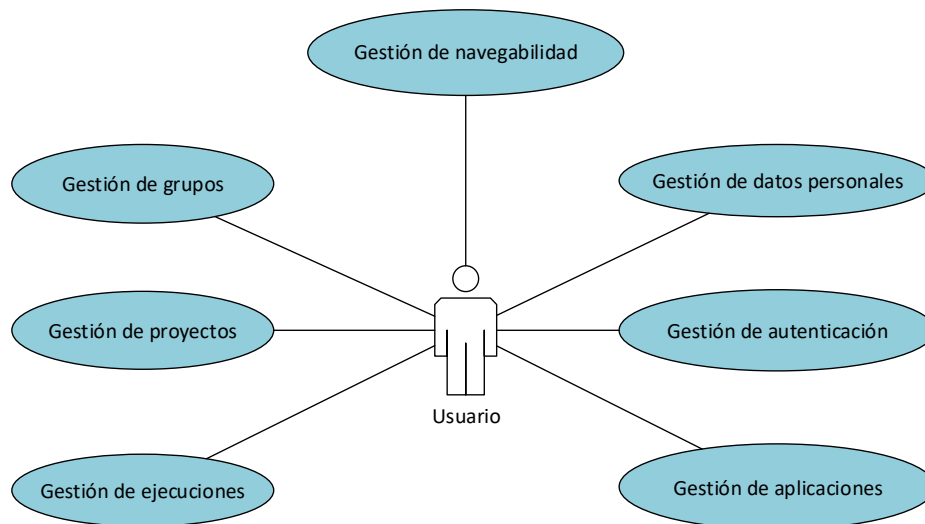 Gestión de navegabilidad
Gestión de grupos
Gestión de datos personales
Gestión de proyectos
Gestión de autenticación
Usuario
Gestión de ejecuciones
Gestión de aplicaciones